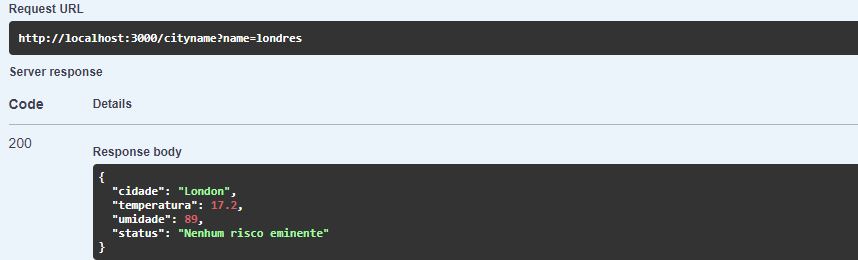 Request URL
http://localhost:3000/cityname?name=londres
Server response
Code Details
200
Response body
{
"cidade": "London",
"temperatura": 17.2,
"umidade": 89,
"status": "Nenhum risco eminente"
}